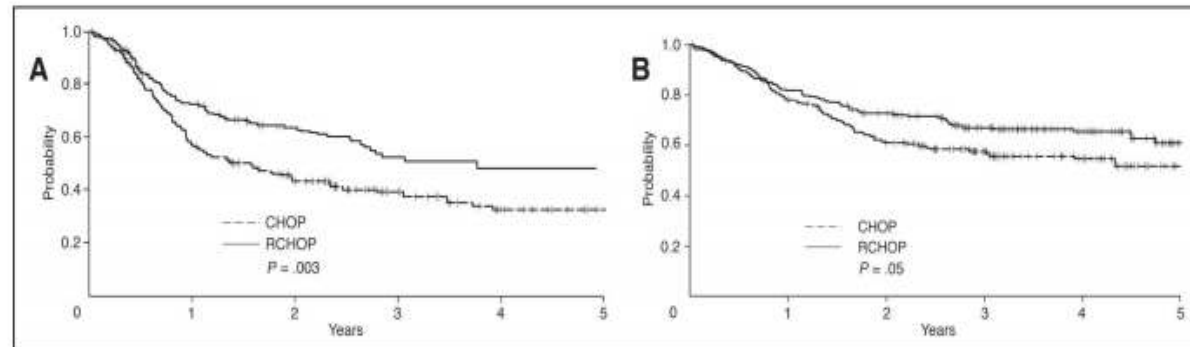 A
1.0
0.8
0.6
0.4
0.2
0
Probability
CHOP
RCHOP
P = .003
1 2 3 4 5
Years
B
1.0
0.8
0.6
0.4
0.2
0
Probability
CHOP
RCHOP
P = .05
1 2 3 4 5
Years